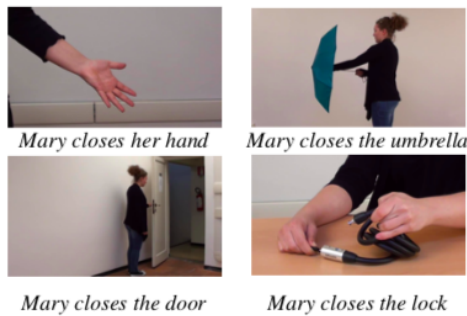 Mary closes her hand
Mary closes the umbrella
Mary closes the door
Mary closes the lock